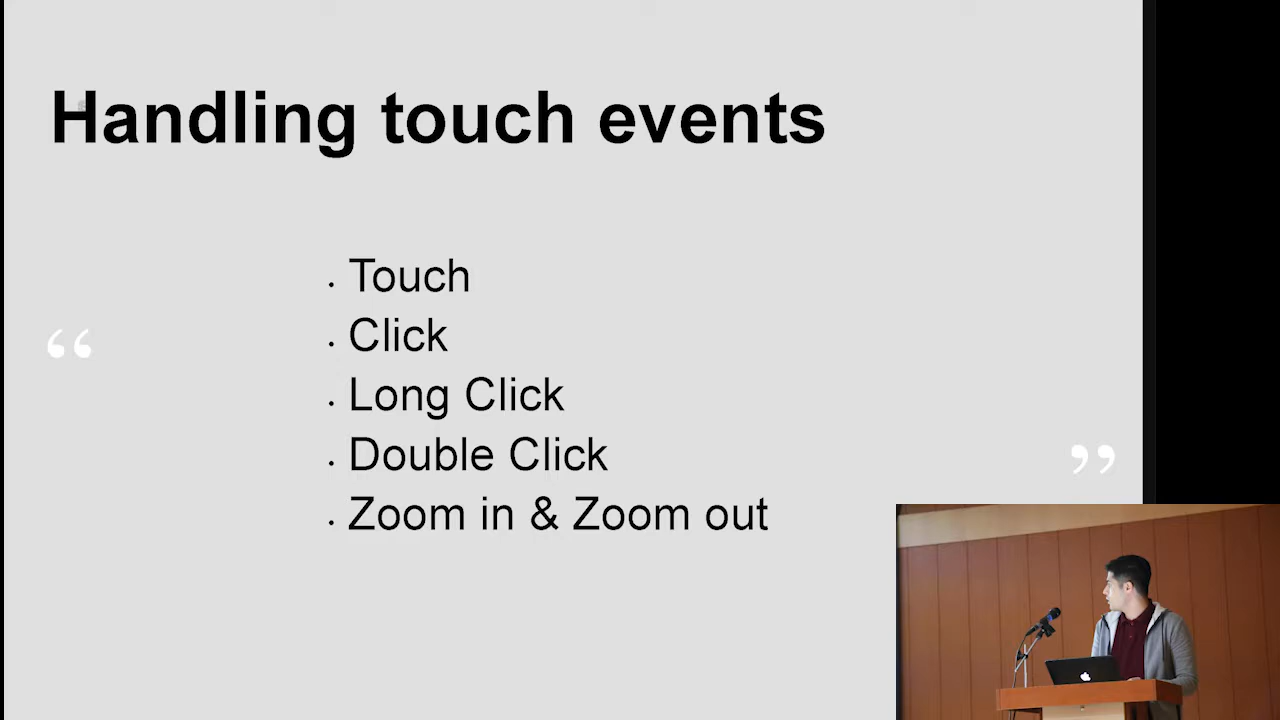 Handling touch events
“
· Touch
· Click
· Long Click
· Double Click
· Zoom in & Zoom out
”